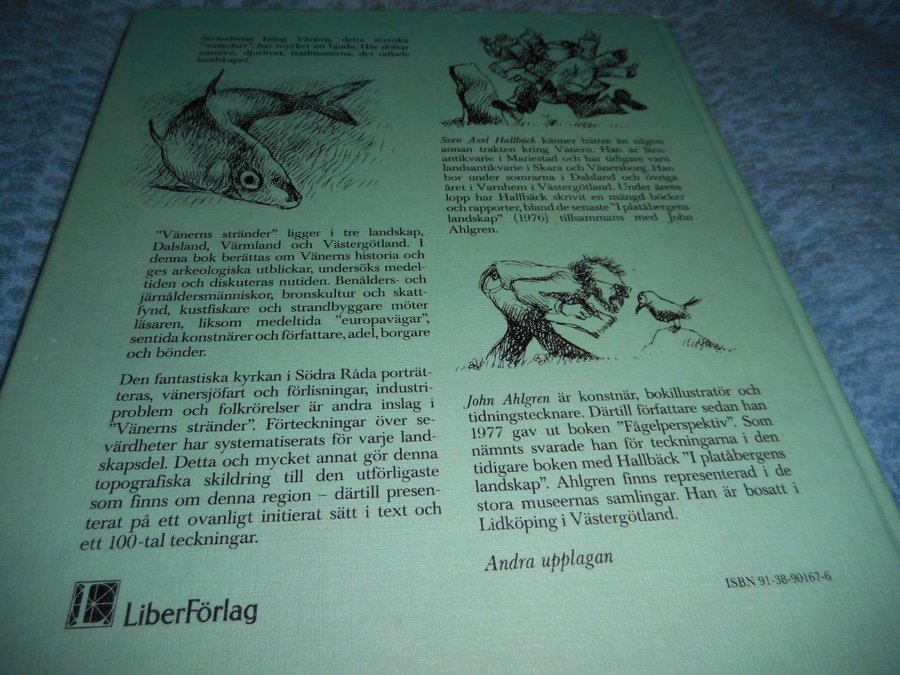 Stränderna kring Vänern, detta svenska
"innanhav", har mycket att bjuda. Här skiftar
naturen, djurlivet, traditionerna, det odlade
landskapet.
"Vänerns stränder" ligger i tre landskap,
Dalsland, Värmland och Västergötland. I
denna bok berättas om Vänerns historia och
ges arkeologiska utblickar, undersöks medel-
tiden och diskuteras nutiden. Benålders- och
järnåldersmänniskor, bronskultur och skatt-
fynd, kustfiskare och strandbyggare möter
läsaren, liksom medeltida "europavägar",
sentida konstnärer och författare, adel, borgare
och bönder.
Den fantastiska kyrkan i Södra Råda porträt-
teras, vänersjöfart och förlisningar, industri-
problem och folkrörelser är andra inslag i
"Vänerns stränder". Förteckningar över se-
värdheter har systematiserats för varje land-
skapsdel. Detta och mycket annat gör denna
topografiska skildring till den utförligaste
som finns om denna region – därtill presen-
terat på ett ovanligt initierat sätt i text och
ett 100-tal teckningar.
LiberFörlag
Sven Axel Hallbäck känner bättre än någon
annan trakten kring Vänern. Han är läns-
antikvarie i Mariestad och har tidigare vara
landsantikvarie i Skara och Vänersborg. Han
bor under somrarna i Dalsland och övriga
året i Varnhem i Västergötland. Under årens
lopp har Hallbäck skrivit en mängd böcker
och rapporter, bland de senaste "I platåbergens
landskap" (1976) tillsammans med John
Ahlgren.
John Ahlgren är konstnär, bokillustratör och
tidningstecknare. Därtill författare sedan han
1977 gav ut boken "Fågelperspektiv". Som
nämnts svarade han för teckningarna i den
tidigare boken med Hallbäck "I platåbergens
landskap". Ahlgren finns representerad i de
stora museernas samlingar. Han är bosatt i
Lidköping i Västergötland.
Andra upplagan
ISBN 91-38-90167-6